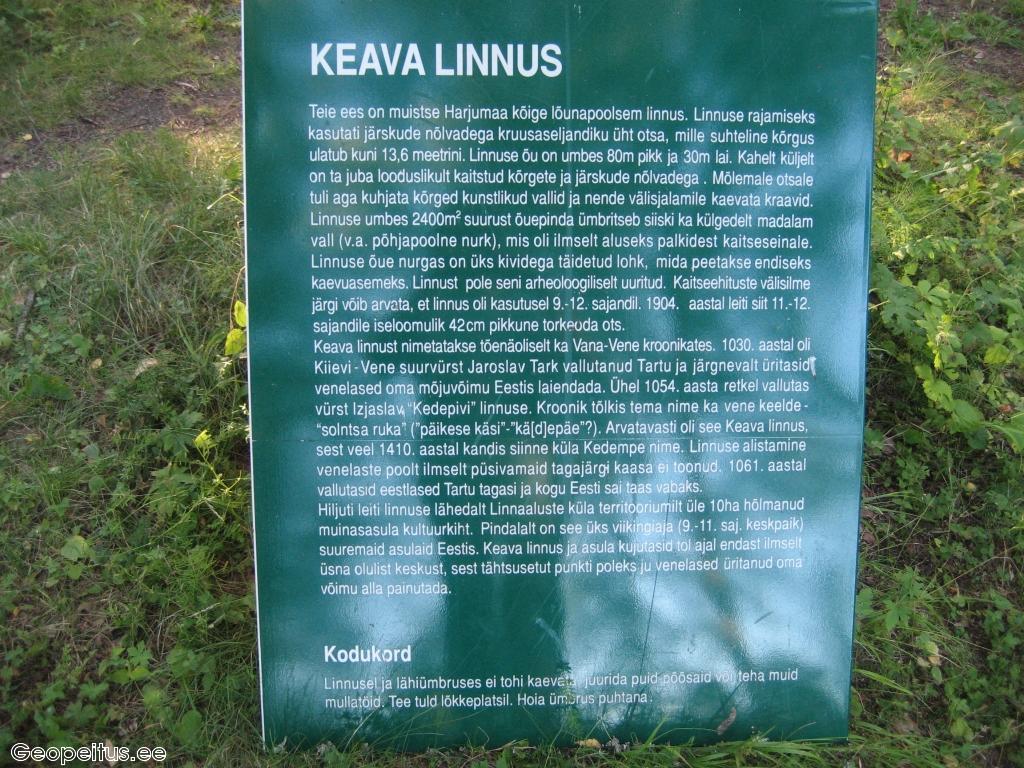 KEAVA LINNUS
Teie ees on muistse Harjumaa kõige lõunapoolsem linnus. Linnuse rajamiseks
kasutati järskude nõlvadega kruusaseljandiku üht otsa, mille suhteline kõrgus
ulatub kuni 13,6 meetrini. Linnuse õu on umbes 80m pikk ja 30m lai. Kahelt küljelt
on ta juba looduslikult kaitstud kõrgete ja järskude nõlvadega . Mõlemale otsale
tuli aga kuhjata kõrged kunstlikud vallid ja nende välisjalamile kaevata kraavid.
Linnuse umbes 2400m² suurust õuepinda ümbritseb siiski ka külgedelt madalam
vall (v.a. põhjapoolne nurk), mis oli ilmselt aluseks palkidest kaitseseinale.
Linnuse õue nurgas on üks kividega täidetud lohk, mida peetakse endiseks
kaevuasemeks. Linnust pole seni arheoloogiliselt uuritud. Kaitseehituste välisilme
järgi võib arvata, et linnus oli kasutusel 9.-12. sajandil. 1904. aastal leiti siit 11.-12.
sajandile iseloomulik 42cm pikkune torkeoda ots.
Keava linnust nimetatakse tõenäoliselt ka Vana-Vene kroonikates. 1030. aastal oli
Kiievi-Vene suurvürst Jaroslav Tark vallutanud Tartu ja järgnevalt üritasid
venelased oma mõjuvõimu Eestis laiendada. Ühel 1054. aasta retkel vallutas
vürst Izjaslav "Kedepivi" linnuse. Kroonik tõlkis tema nime ka vene keelde-
"solntsa ruka" ("päikese käsi"-"kä[d]epäe"?). Arvatavasti oli see Keava linnus,
sest veel 1410. aastal kandis siinne küla Kedempe nime. Linnuse alistamine
venelaste poolt ilmselt püsivamaid tagajärgi kaasa ei toonud. 1061. aastal
vallutasid eestlased Tartu tagasi ja kogu Eesti sai taas vabaks.
Hiljuti leiti linnuse lähedalt Linnaaluste küla territooriumilt üle 10ha hõlmanud
muinasasula kultuurkiht. Pindalalt on see üks viikingiaja (9.-11. saj. keskpaik)
suuremaid asulaid Eestis. Keava linnus ja asula kujutasid tol ajal endast ilmselt
üsna olulist keskust, sest tähtsusetut punkti poleks ju venelased üritanud oma
võimu alla painutada.
Kodukord
Linnusel ja lähiümbruses ei tohi kaevata juurida puid põõsaid või teha muid
mullatöid. Tee tuld lõkkeplatsil. Hoia ümbrus puhtana.
Geopeitus.ee